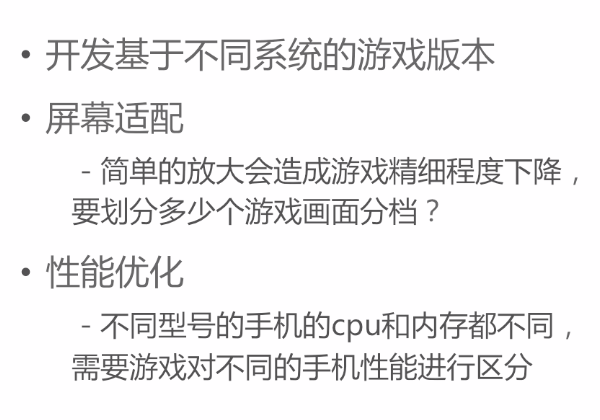 • 开发基于不同系统的游戏版本
• 屏幕适配
- 简单的放大会造成游戏精细程度下降，
要划分多少个游戏画面分档？
• 性能优化
- 不同型号的手机的cpu和内存都不同，
需要游戏对不同的手机性能进行区分